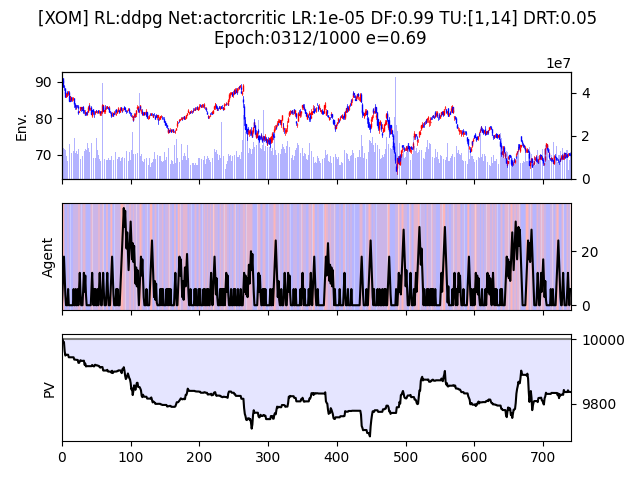 [XOM] RL:ddpg Net:actorcritic LR:1e-05 DF:0.99 TU:[1,14] DRT:0.05
Epoch:0312/1000 e=0.69
1e7
90
80
70
Env.
4
2
0
Agent
20
0
PV
10000
9800
0 100 200 300 400 500 600 700